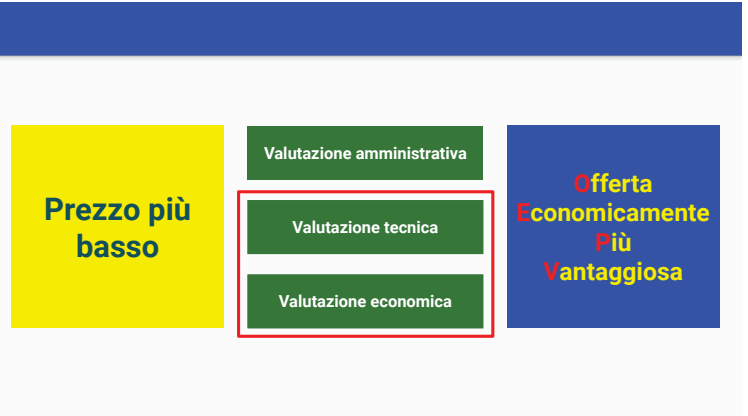 Prezzo più
basso
Valutazione amministrativa
Valutazione tecnica
Valutazione economica
Offerta
Economicamente
Più
Vantaggiosa